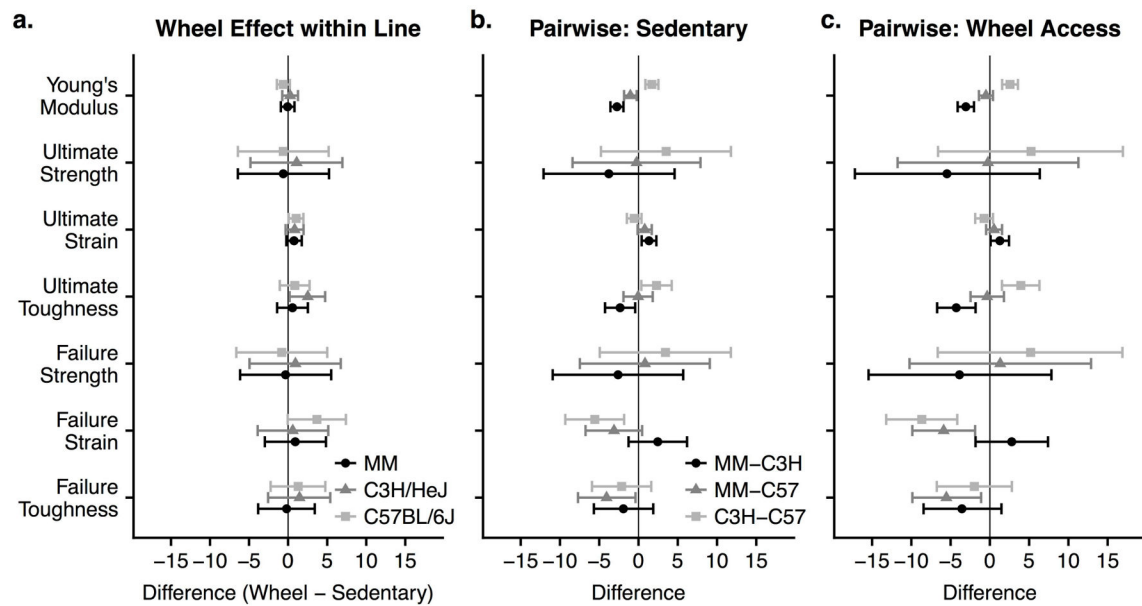 a. Wheel Effect within Line
b. Pairwise: Sedentary
c. Pairwise: Wheel Access
Young's
Modulus
Ultimate
Strength
Ultimate
Strain
Ultimate
Toughness
Failure
Strength
Failure
Strain
Failure
Toughness
MM
C3H/HeJ
C57BL/6J
MM−C3H
MM−C57
C3H−C57
−15 −10 −5 0 5 10 15
−15 −10 −5 0 5 10 15
−15 −10 −5 0 5 10 15
Difference (Wheel − Sedentary)
Difference
Difference